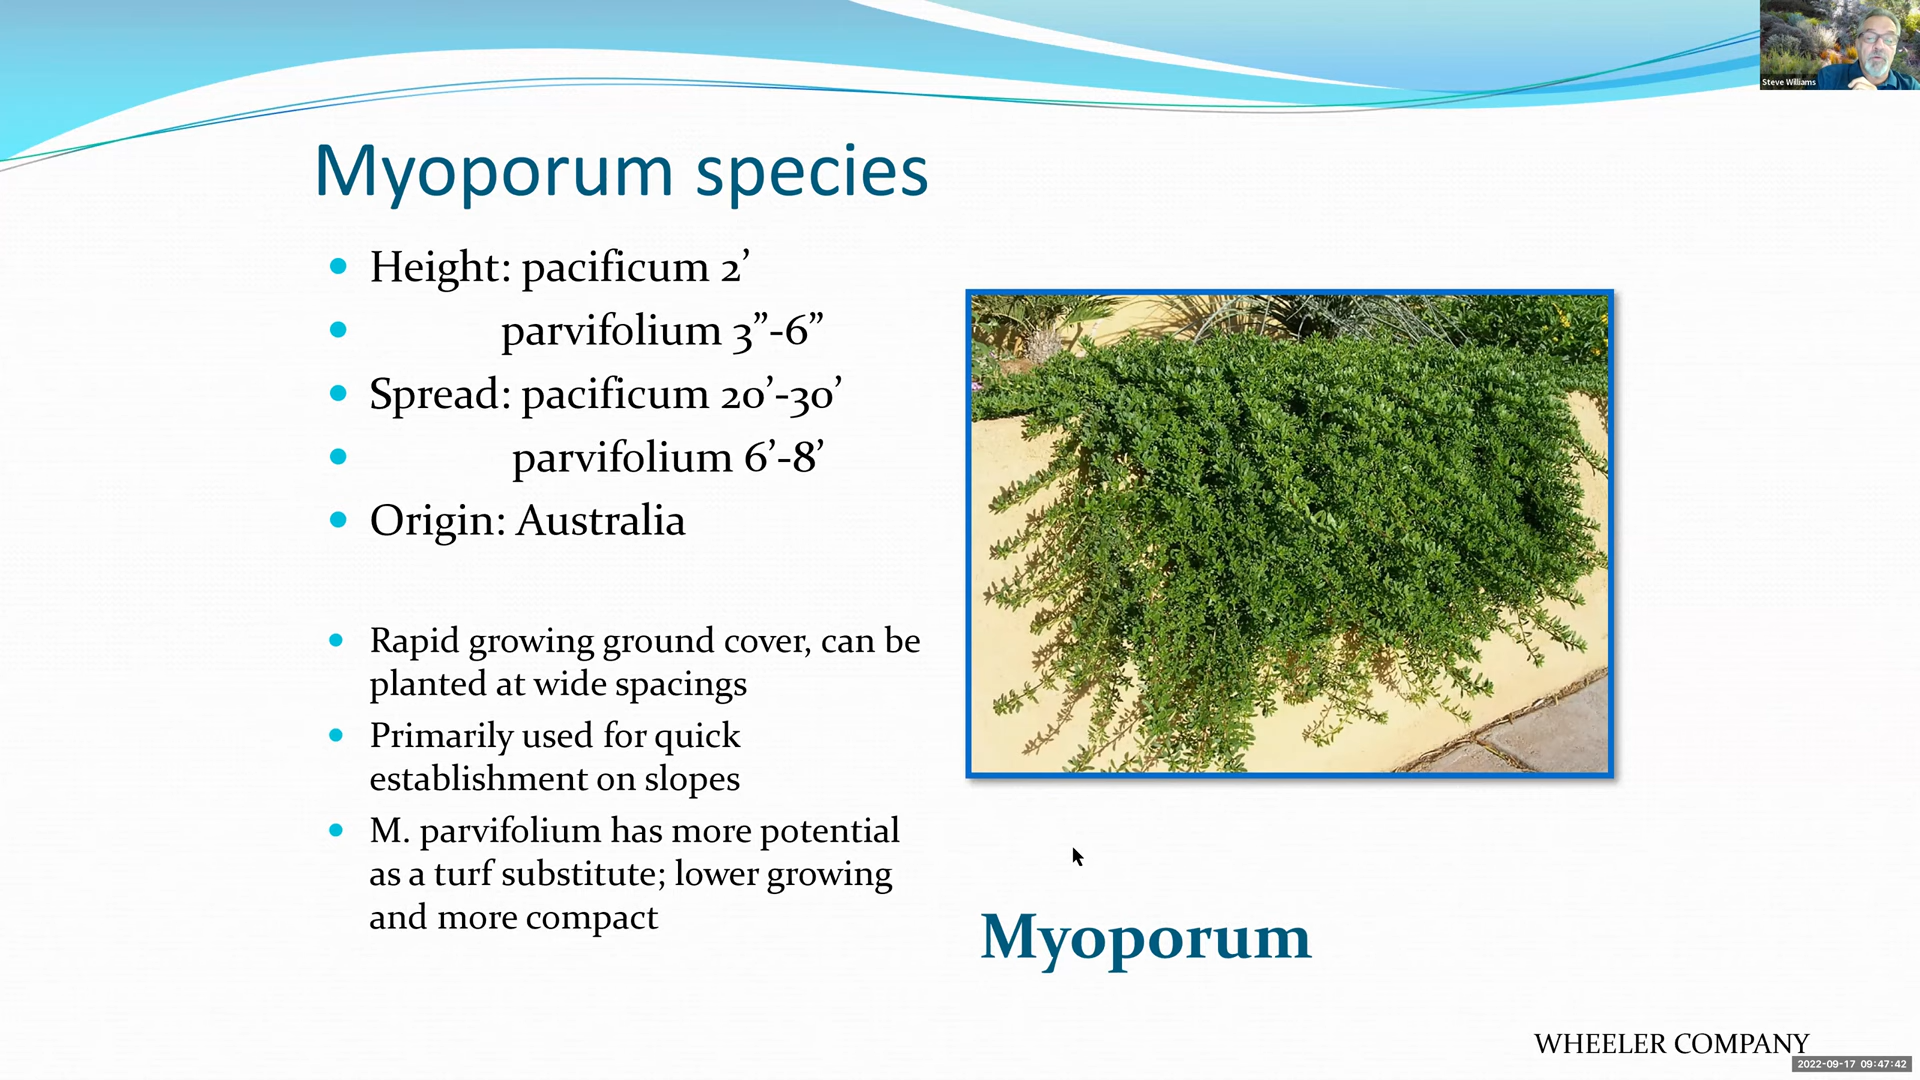 Steve Williams
Myoporum species
Height: pacificum 2’
parvifolium 3”-6”
Spread: pacificum 20’-30’
parvifolium 6’-8’
Origin: Australia
Rapid growing ground cover, can be
planted at wide spacings
Primarily used for quick
establishment on slopes
M. parvifolium has more potential
as a turf substitute; lower growing
and more compact
Myoporum
WHEELER COMPANY
2022-09-17 09:47:42